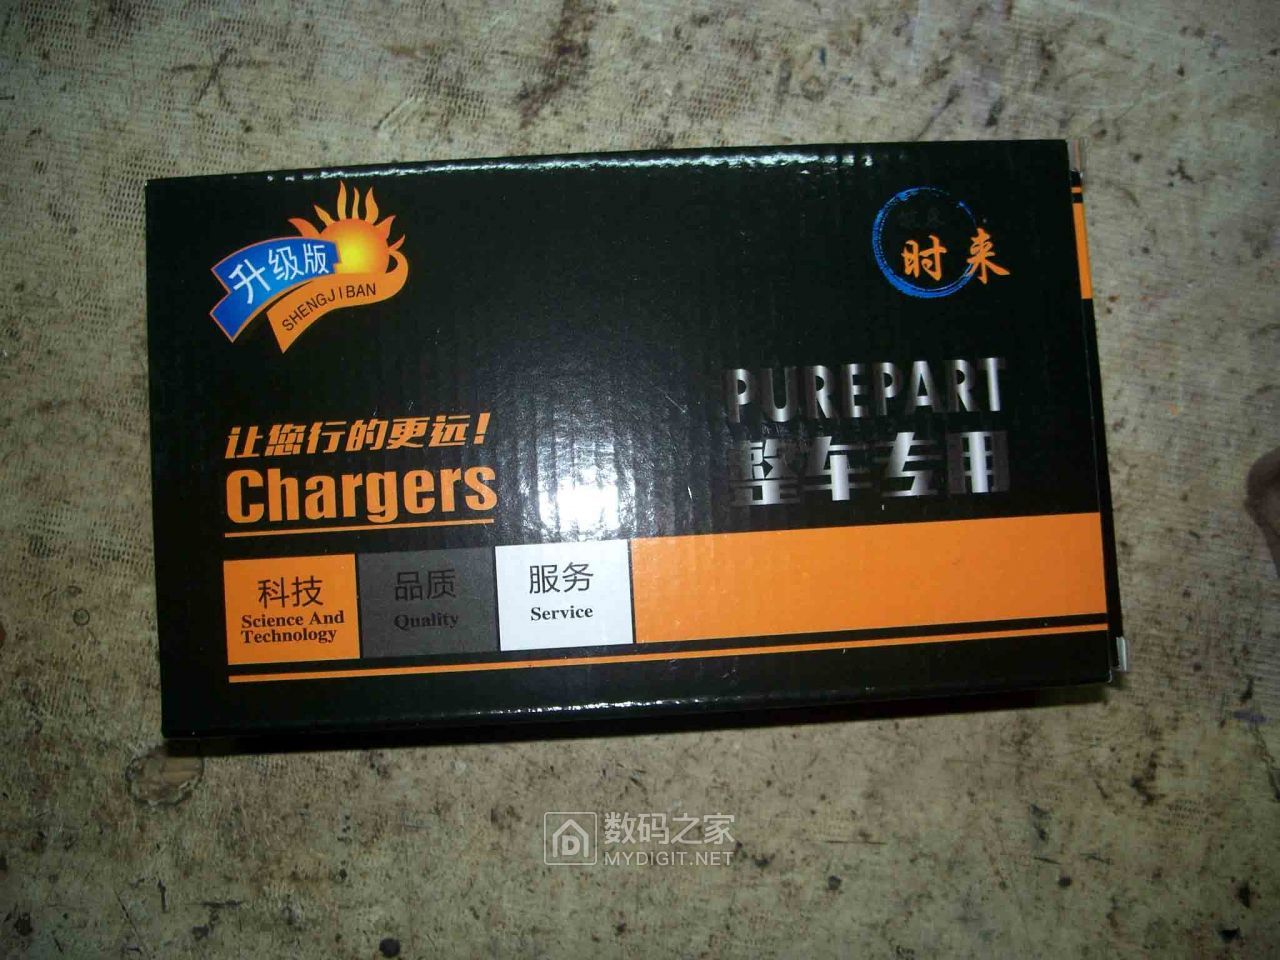 升级版
SHENGJIBAN
时来
PUREPART
整车专用
让您行的更远!
Chargers
科技
Science And
Technology
品质
Quality
服务
Service
数码之家
MYDIGIT.NET